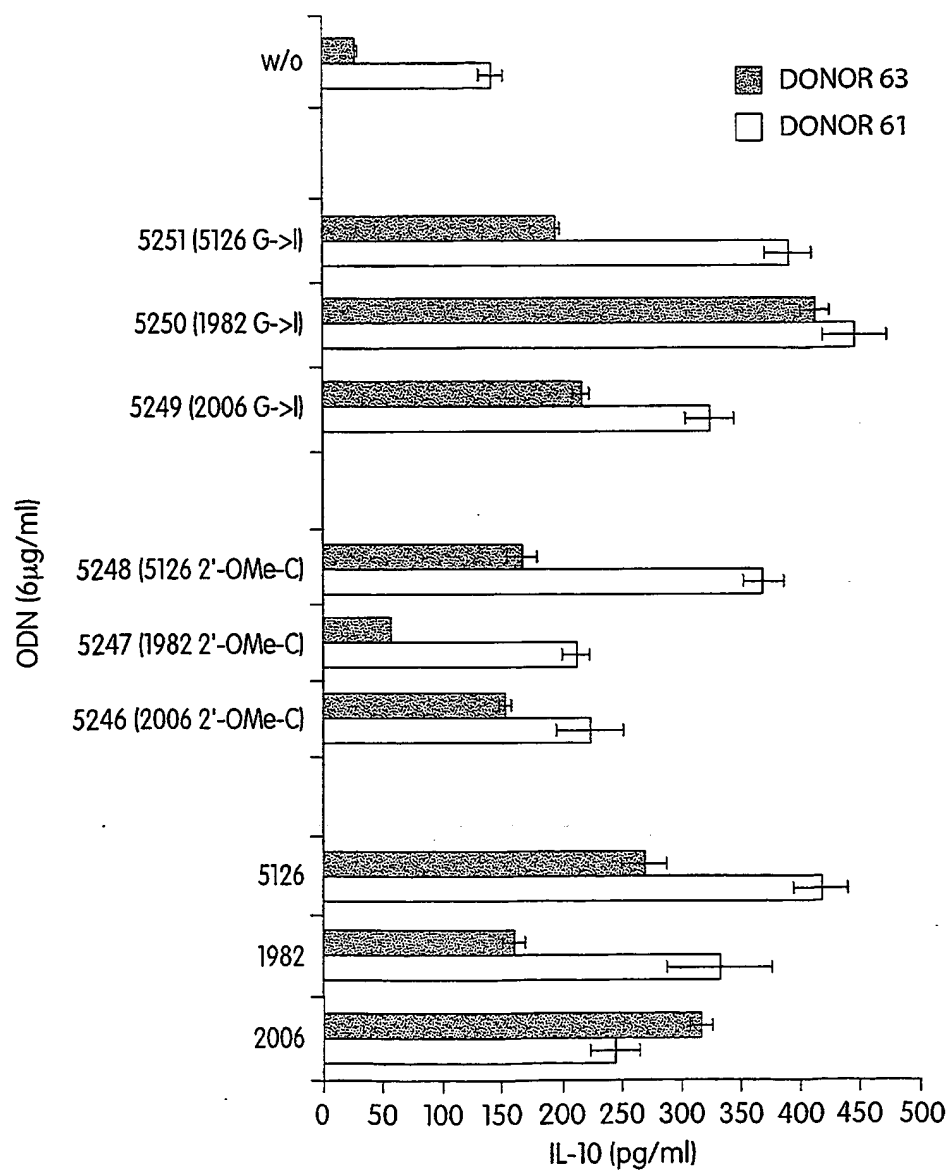 w/o
DONOR 63
DONOR 61
5251 (5126 G->I)
5250 (1982 G->I)
5249 (2006 G->I)
5248 (5126 2'-OMe-C)
5247 (1982 2'-OMe-C)
5246 (2006 2'-OMe-C)
5126
1982
2006
ODN (6µg/ml)
0 50 100 150 200 250 300 350 400 450 500
IL-10 (pg/ml)